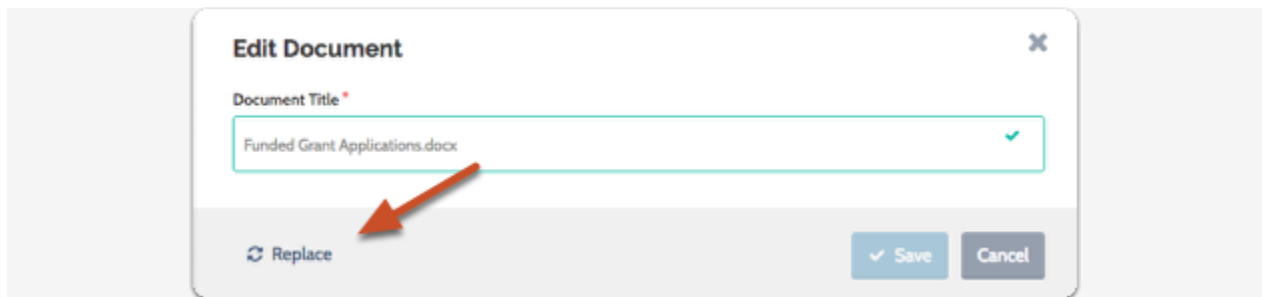 Edit Document
Document Title *
Funded Grant Applications.docx
Replace
Save
Cancel